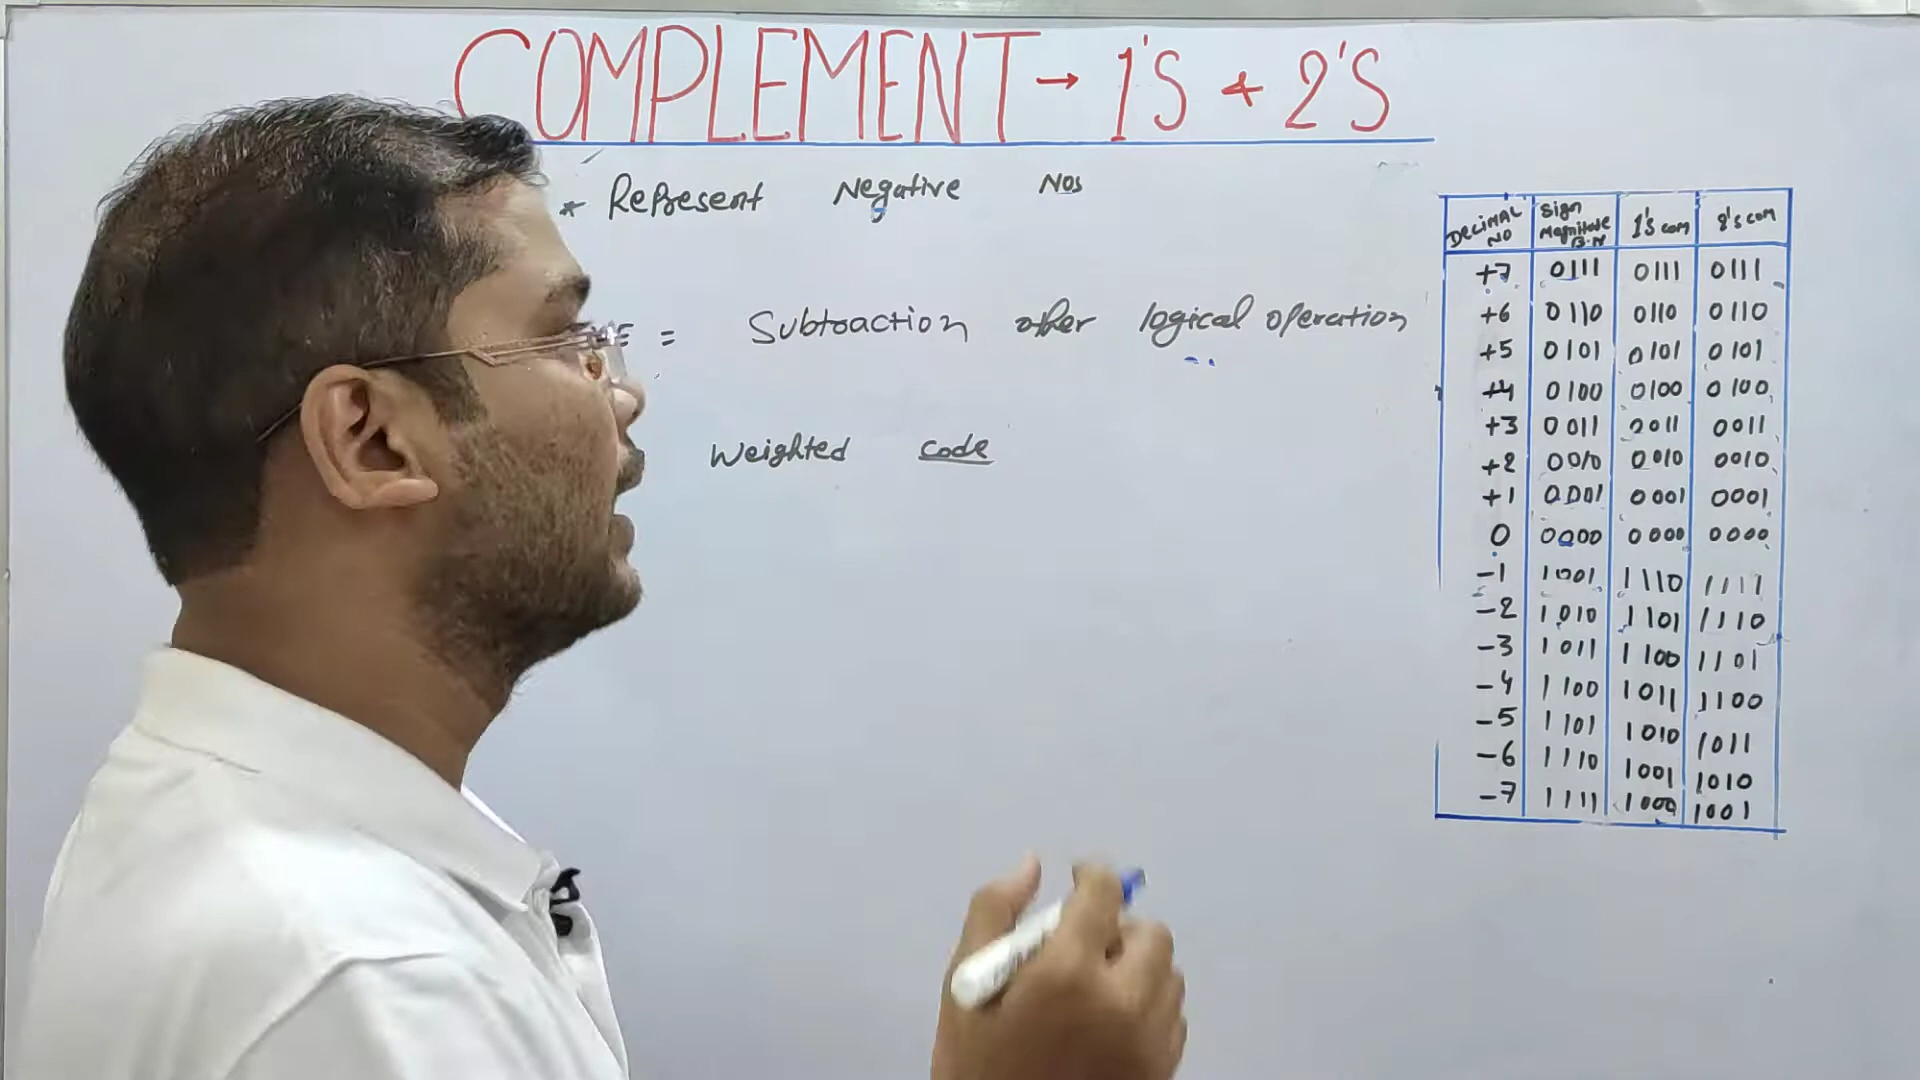 COMPLEMENT → 1'S & 2'S
* Represent Negative Nos
= Subtraction other logical operation
Weighted code
DECIMAL NO | Sign Magnitude B.N | 1's com | 2's com
+7 0111 0111 0111
+6 0110 0110 0110
+5 0101 0101 0101
+4 0100 0100 0100
+3 0011 0011 0011
+2 0010 0010 0010
+1 0001 0001 0001
0 0000 0000 0000
-1 1001 1110 1111
-2 1010 1101 1110
-3 1011 1100 1101
-4 1100 1011 1100
-5 1101 1010 1011
-6 1110 1001 1010
-7 1111 1000 1001